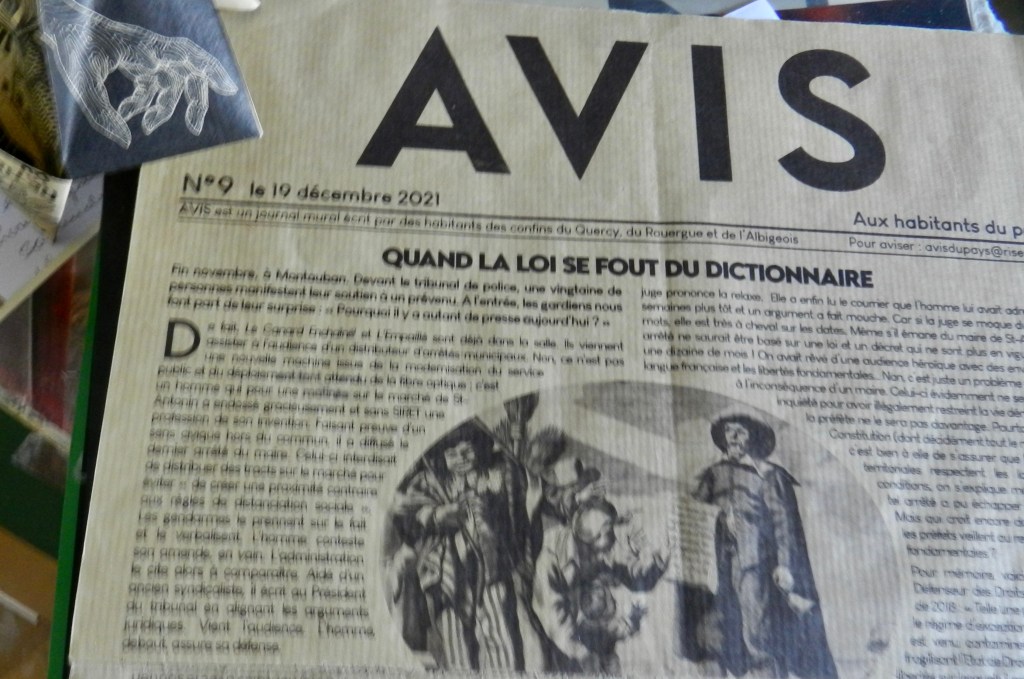 AVIS
N°9 le 19 décembre 2021
AVIS est un journal mural écrit par des habitants des confins du Quercy, du Rouergue et de l'Albigeois
Aux habitants du p
Pour aviser : avisdupays@rise
QUAND LA LOI SE FOUT DU DICTIONNAIRE
Fin novembre, à Montauban. Devant le tribunal de police, une vingtaine de
personnes manifestent leur soutien à un prévenu. A l'entrée, les gardiens nous
font part de leur surprise : « Pourquoi il y a autant de presse aujourd'hui ? »
De fait, Le Canard Enchaîné et L'Empaillé sont déjà dans la salle. Ils viennent
assister à l'audience d'un distributeur d'arrêtés municipaux. Non, ce n'est pas
une nouvelle machine issue de la modernisation du service
public et du déploiement tant attendu de la fibre optique ; c'est
un homme qui pour une matinée sur le marché de St-
Antonin a endossé gracieusement et sans SIRET une
profession de son invention. Faisant preuve d'un
sens civique hors du commun, il a diffusé le
dernier arrêté du maire. Celui-ci interdisait
de distribuer des tracts sur le marché pour
éviter « de créer une proximité contraire
aux règles de distanciation sociale ».
Les gendarmes le prennent sur le fait
et le verbalisent. L'homme conteste
son amende, en vain. L'administration
le cite alors à comparaître. Aidé d'un
ancien syndicaliste, il écrit au Président
du tribunal en alignant les arguments
juridiques. Vient l'audience. L'homme,
debout, assure sa défense.
juge prononce la relaxe. Elle a enfin lu le courrier que l'homme lui avait adr
semaines plus tôt et un argument a fait mouche. Car si la juge se moque d
mots, elle est très à cheval sur les dates. Même s'il émane du maire de St-A
arrêté ne saurait être basé sur une loi et un décret qui ne sont plus en vigu
une dizaine de mois ! On avait rêvé d'une audience héroïque avec des env
langue française et les libertés fondamentales. Non, c'est juste un problème
à l'inconséquence d'un maire. Celui-ci évidemment ne se
inquiété pour avoir illégalement restreint la vie dém
la préfète ne le sera pas davantage. Pourta
Constitution (dont décidément tout le m
c'est bien à elle de s'assurer que
territoriales respectent les lo
conditions, on s'explique m
tel arrêté a pu échapper
Mais qui croit encore d
les préfets veillent au re
fondamentales ?
Pour mémoire, voic
Défenseur des Droits
de 2018 : « Telle une
le régime d'exception
est venu contaminer
fragilisant l'Etat de Dro